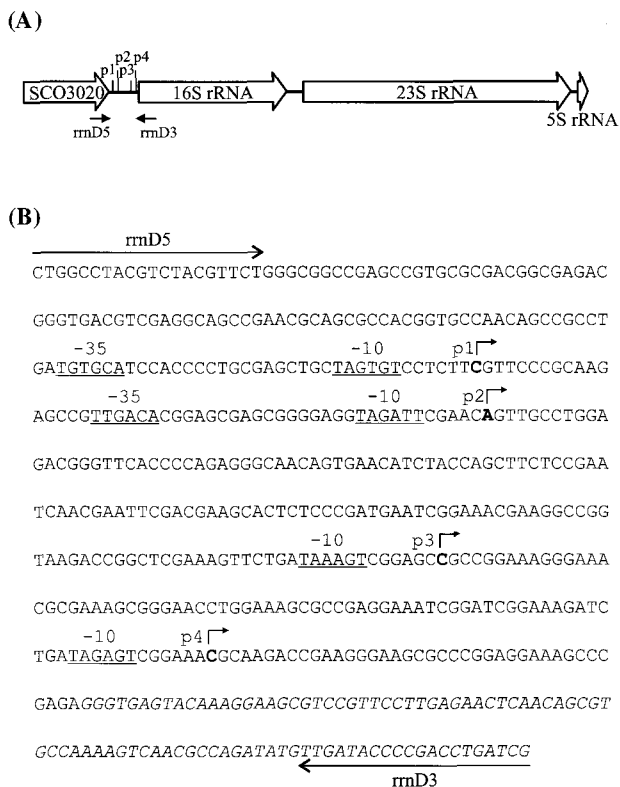 (A)
p2 p4
p1 p3
SCO3020 16S rRNA 23S rRNA
5S rRNA
rrnD5 rrnD3
(B)
rrnD5
CTGGCCTACGTCTACGTTCTGGGCGGCCGAGCCGTGCGCGACGGCGAGAC
GGGTGACGTCGAGGCAGCCGAACGCAGCGCCACGGTGCCAACAGCCGCCT
-35 -10 p1
GATGTGCATCCACCCCTGCGAGCTGCTAGTGTCCTCTTCGTTCCCGCAAG
-35 -10 p2
AGCCGTTGACACGGAGCGAGCGGGGAGGTAGATTCGAACAGTTGCCTGGA
GACGGGTTCACCCCAGAGGGCAACAGTGAACATCTACCAGCTTCTCCGAA
TCAACGAATTCGACGAAGCACTCTCCCGATGAATCGGAAACGAAGGCCGG
-10 p3
TAAGACCGGCTCGAAAGTTCTGATAAAGTCGGAGCCGCCGGAAAGGGAAA
CGCGAAAGCGGGAACCTGGAAAGCGCCGAGGAAATCGGATCGGAAAGATC
-10 p4
TGATAGAGTCGGAAACGCAAGACCGAAGGGAAGCGCCCGGAGGAAAGCCC
GAGAGGGTGAGTACAAAGGAAGCGTCCGTTCCTTGAGAACTCAACAGCGT
GCCAAAAGTCAACGCCAGATATGTTGATACCCCGACCTGATCG
rrnD3